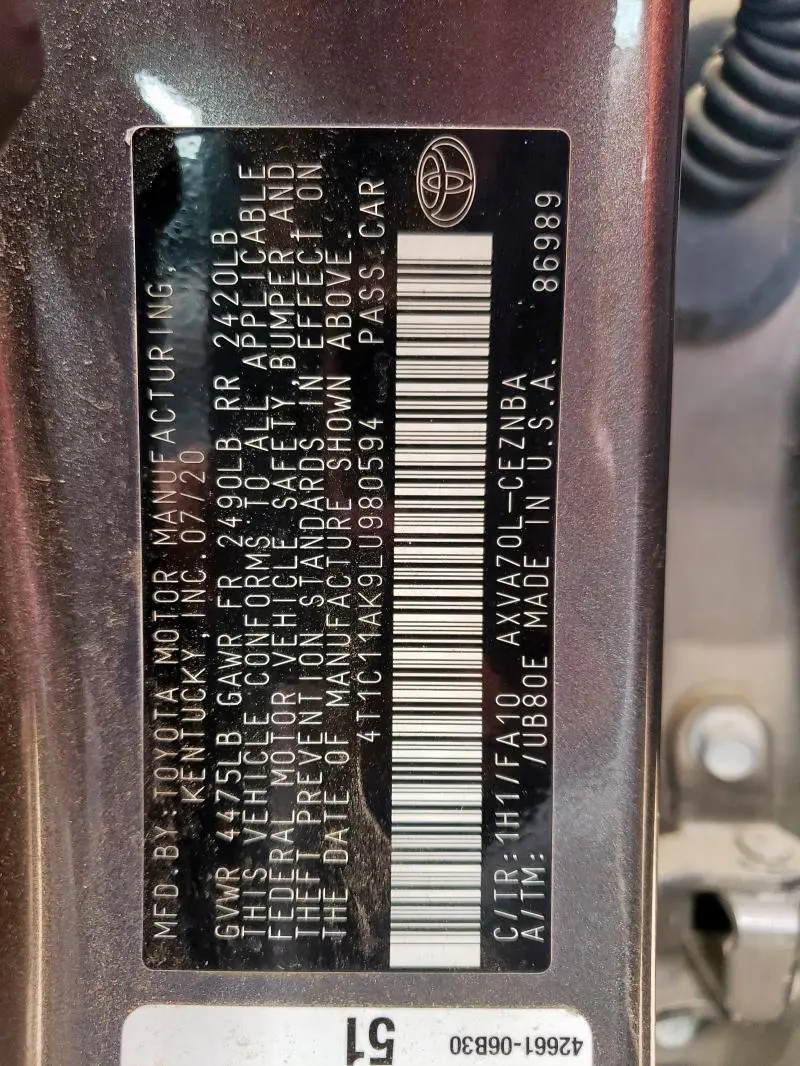 MFD.BY:TOYOTA MOTOR MANUFACTURING,
KENTUCKY,INC.07/20
GVWR 4475LB GAWR FR 2490LB RR 2420LB
THIS VEHICLE CONFORMS TO ALL APPLICABLE
FEDERAL MOTOR VEHICLE SAFETY,BUMPER,AND
THEFT PREVENTION STANDARDS IN EFFECT ON
THE DATE OF MANUFACTURE SHOWN ABOVE.
4T1C11AK9LU980594 PASS.CAR
C/TR:1H1/FA10 AXVA70L-CEZNBA
A/TM: /UB80E MADE IN U.S.A. 86989
51
42661-06B30